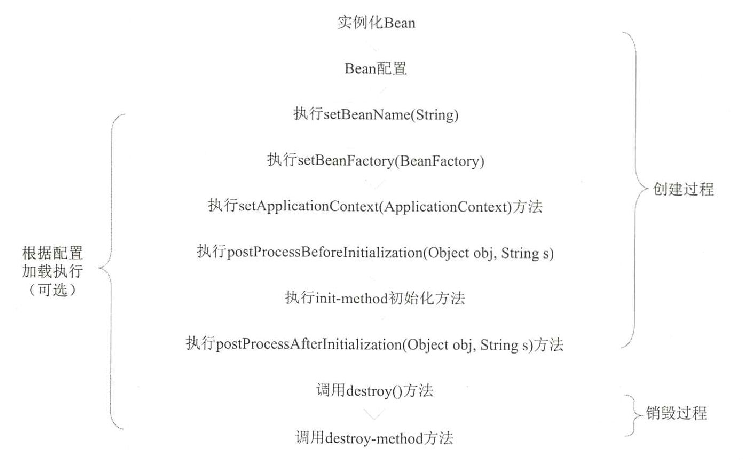 实例化Bean
Bean配置
执行setBeanName(String)
执行setBeanFactory(BeanFactory)
执行setApplicationContext(ApplicationContext)方法
执行postProcessBeforeInitialization(Object obj, String s)
执行init-method初始化方法
执行postProcessAfterInitialization(Object obj, String s)方法
调用destroy()方法
调用destroy-method方法
根据配置
加载执行
（可选）
创建过程
销毁过程